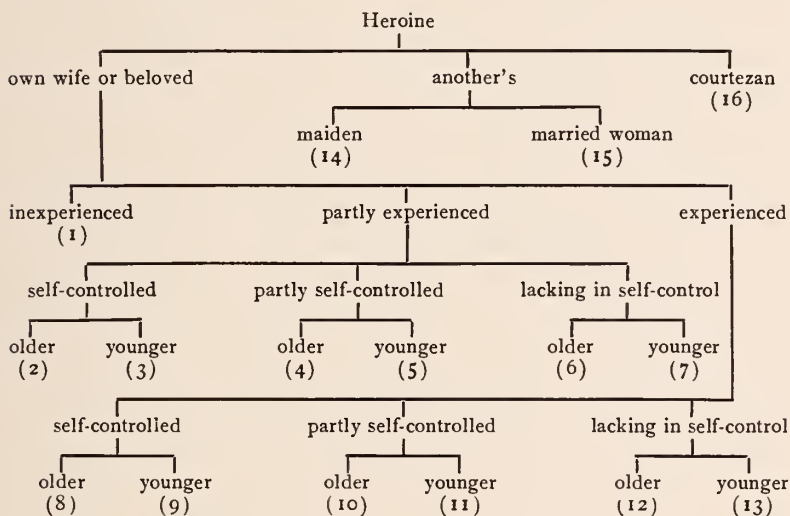 Heroine
own wife or beloved another's courtezan
(16)
maiden married woman
(14) (15)
inexperienced partly experienced experienced
(1)
self-controlled partly self-controlled lacking in self-control
older younger older younger older younger
(2) (3) (4) (5) (6) (7)
self-controlled partly self-controlled lacking in self-control
older younger older younger older younger
(8) (9) (10) (11) (12) (13)